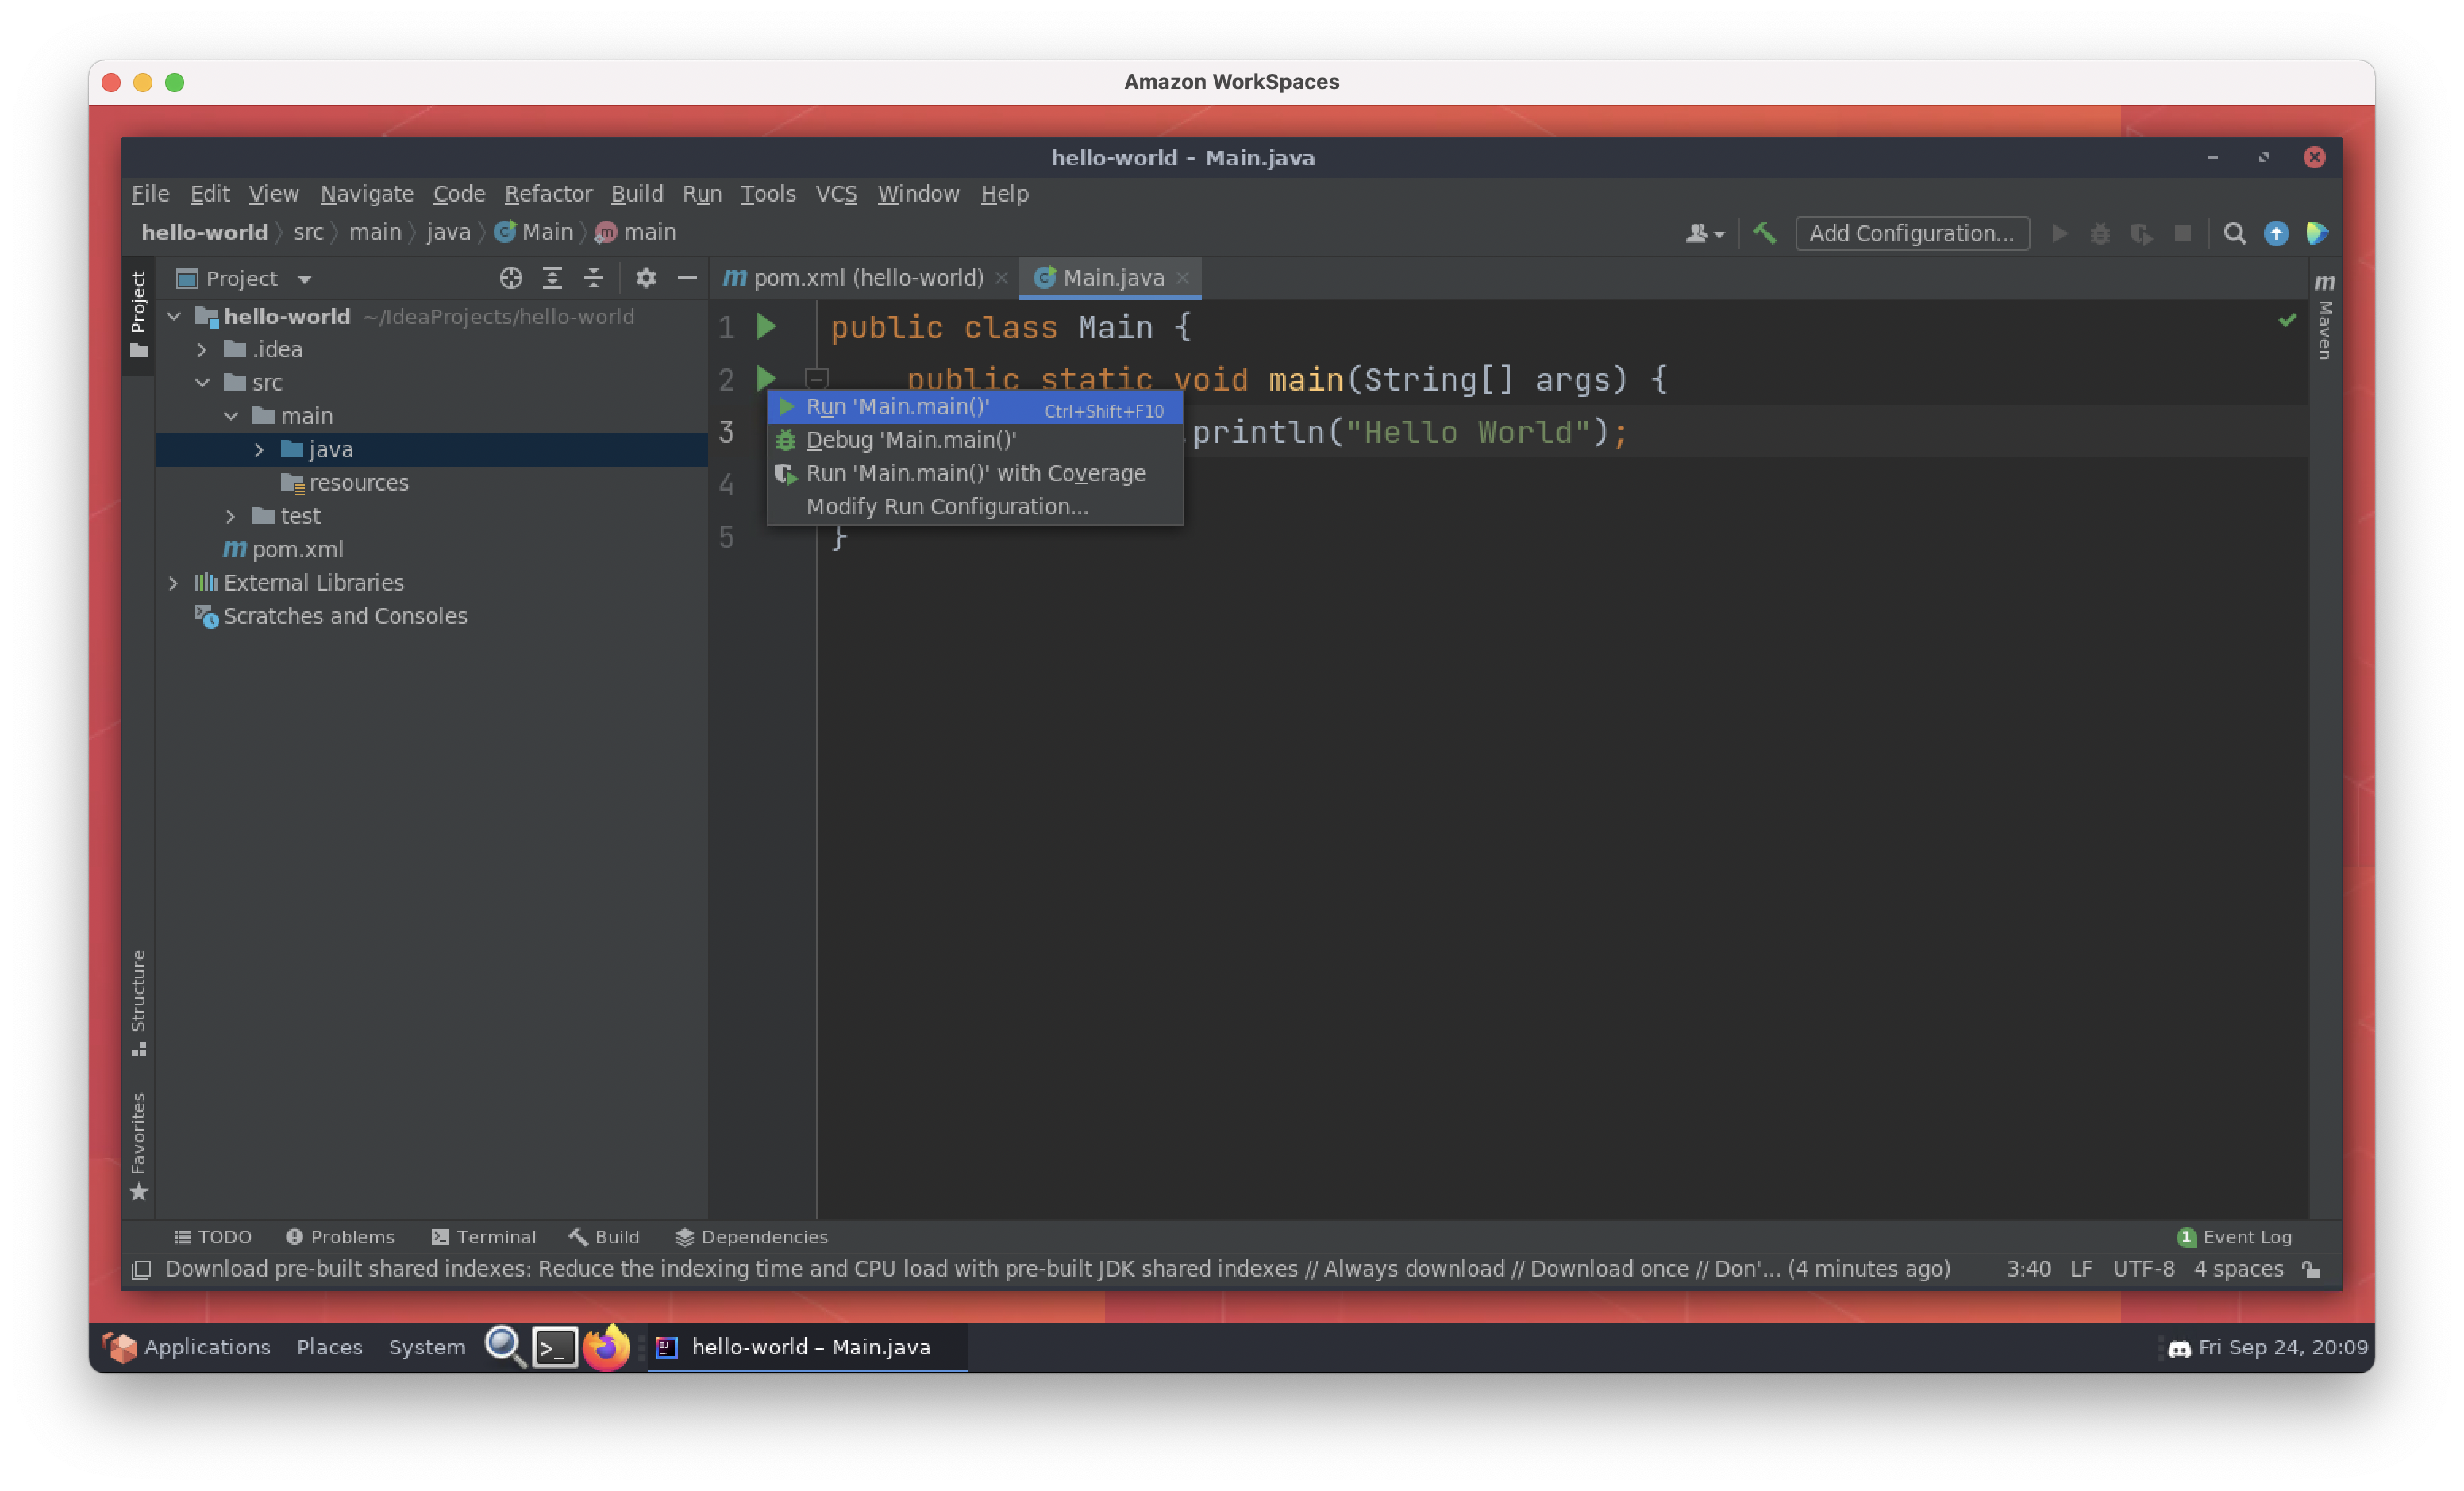 Amazon WorkSpaces
hello-world – Main.java
File Edit View Navigate Code Refactor Build Run Tools VCS Window Help
hello-world src main java Main main
Add Configuration...
Project
Project
pom.xml (hello-world)
Main.java
Maven
hello-world ~/IdeaProjects/hello-world
.idea
src
main
java
resources
test
pom.xml
External Libraries
Scratches and Consoles
1 public class Main {
2 public static void main(String[] args) {
3 .println("Hello World");
4
5 }
Run 'Main.main()' Ctrl+Shift+F10
Debug 'Main.main()'
Run 'Main.main()' with Coverage
Modify Run Configuration...
Structure
Favorites
TODO Problems Terminal Build Dependencies
1 Event Log
Download pre-built shared indexes: Reduce the indexing time and CPU load with pre-built JDK shared indexes // Always download // Download once // Don'... (4 minutes ago) 3:40 LF UTF-8 4 spaces
Applications Places System hello-world – Main.java Fri Sep 24, 20:09